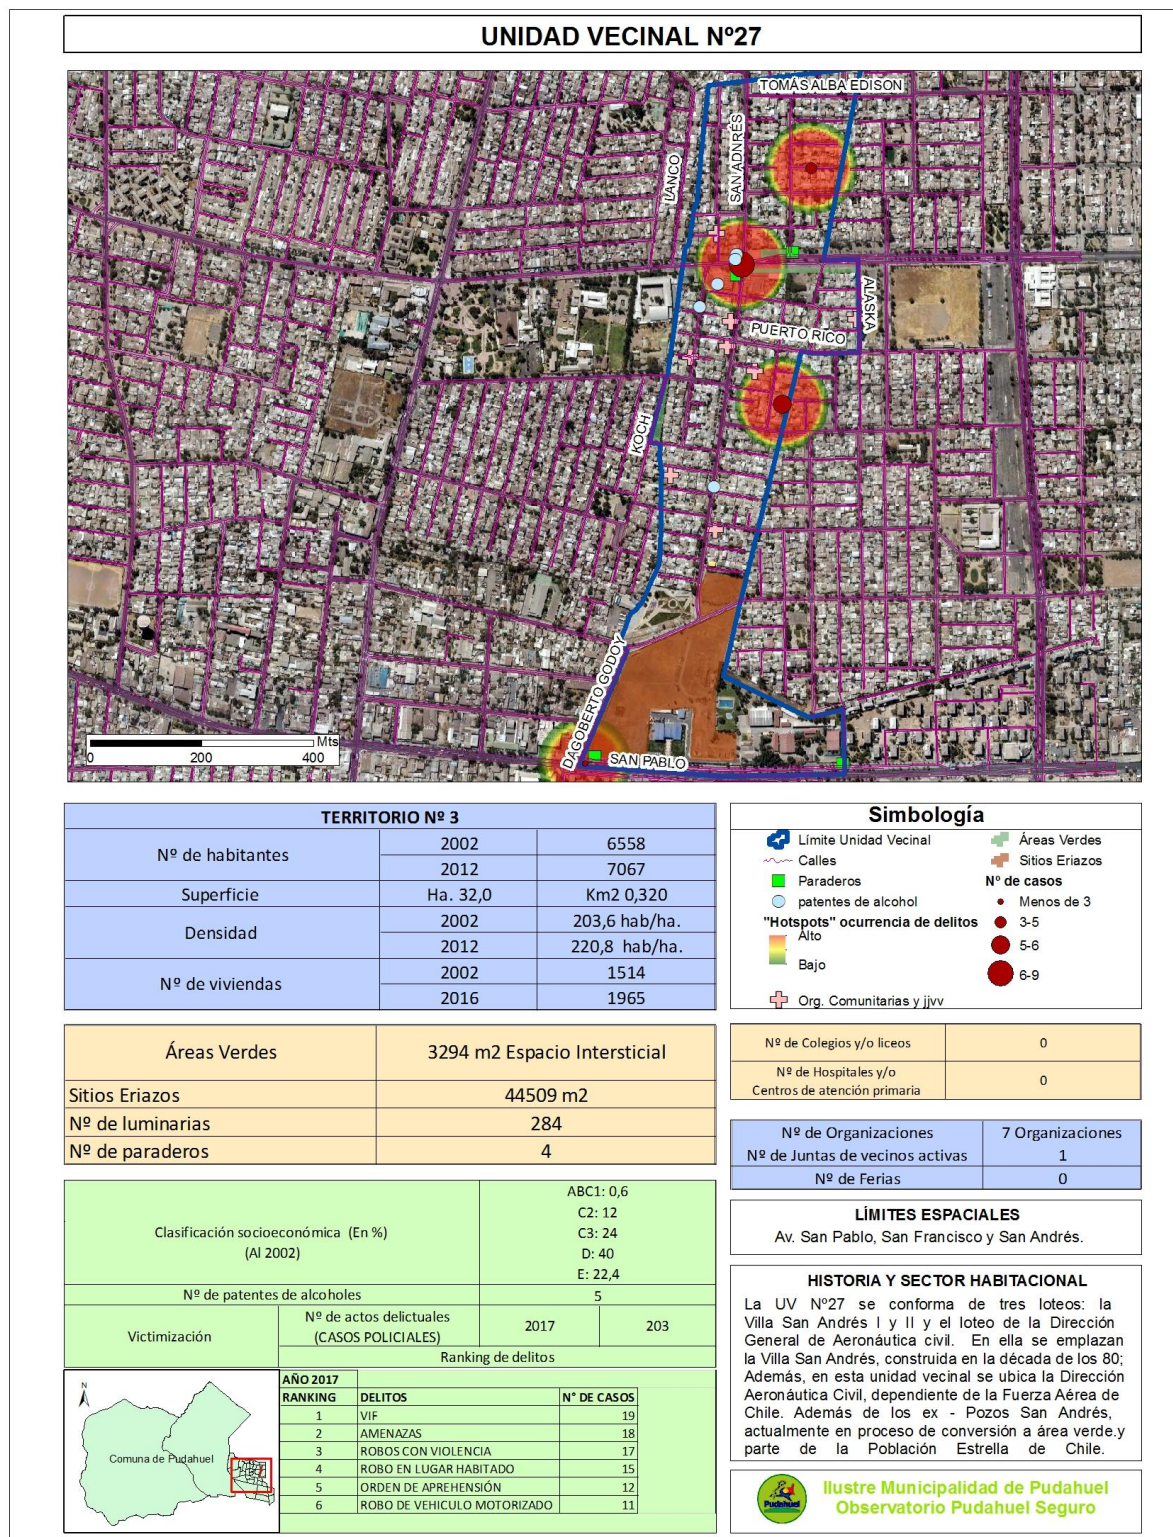 UNIDAD VECINAL Nº27
TOMÁS ALBA EDISON
SAN ADNRÉS
LANCO
ALASKA
PUERTO RICO
KOCH
DAGOBERTO GODOY
SAN PABLO
Mts
0 200 400
TERRITORIO Nº 3
Nº de habitantes 2002 6558
2012 7067
Superficie Ha. 32,0 Km2 0,320
Densidad 2002 203,6 hab/ha.
2012 220,8 hab/ha.
Nº de viviendas 2002 1514
2016 1965
Simbología
Límite Unidad Vecinal
Calles
Paraderos
patentes de alcohol
"Hotspots" ocurrencia de delitos
Alto
Bajo
Org. Comunitarias y jjvv
Áreas Verdes
Sitios Eriazos
Nº de casos
Menos de 3
3-5
5-6
6-9
Áreas Verdes 3294 m2 Espacio Intersticial
Sitios Eriazos 44509 m2
Nº de luminarias 284
Nº de paraderos 4
Nº de Colegios y/o liceos 0
Nº de Hospitales y/o
Centros de atención primaria 0
Nº de Organizaciones 7 Organizaciones
Nº de Juntas de vecinos activas 1
Nº de Ferias 0
Clasificación socioeconómica (En %)
(Al 2002)
ABC1: 0,6
C2: 12
C3: 24
D: 40
E: 22,4
Nº de patentes de alcoholes 5
Victimización
Nº de actos delictuales
(CASOS POLICIALES)
2017 203
Ranking de delitos
LÍMITES ESPACIALES
Av. San Pablo, San Francisco y San Andrés.
HISTORIA Y SECTOR HABITACIONAL
La UV Nº27 se conforma de tres loteos: la
Villa San Andrés I y II y el loteo de la Dirección
General de Aeronáutica civil. En ella se emplazan
la Villa San Andrés, construida en la década de los 80;
Además, en esta unidad vecinal se ubica la Dirección
Aeronáutica Civil, dependiente de la Fuerza Aérea de
Chile. Además de los ex - Pozos San Andrés,
actualmente en proceso de conversión a área verde.y
parte de la Población Estrella de Chile.
N
Comuna de Pudahuel
AÑO 2017
RANKING DELITOS N° DE CASOS
1 VIF 19
2 AMENAZAS 18
3 ROBOS CON VIOLENCIA 17
4 ROBO EN LUGAR HABITADO 15
5 ORDEN DE APREHENSIÓN 12
6 ROBO DE VEHICULO MOTORIZADO 11
Pudahuel
Ilustre Municipalidad de Pudahuel
Observatorio Pudahuel Seguro